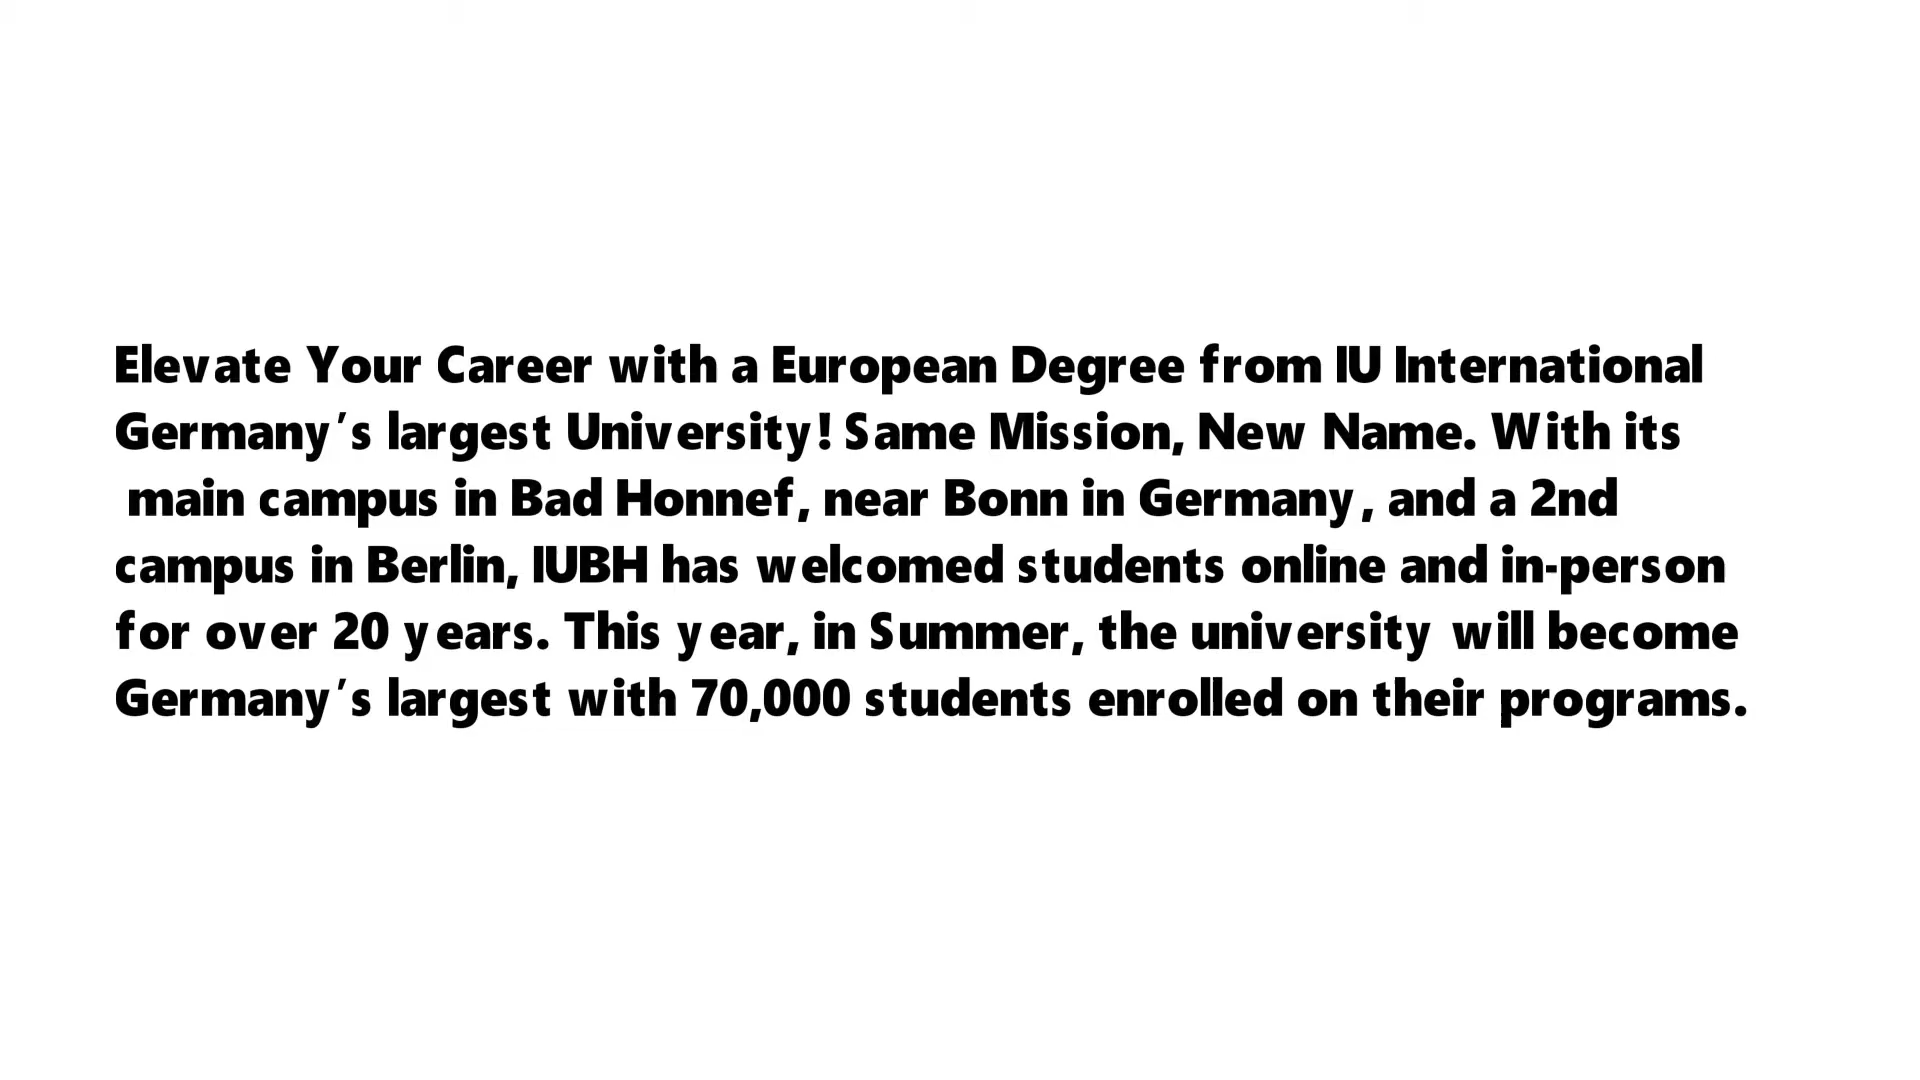 Elevate Your Career with a European Degree from IU International
Germany’s largest University! Same Mission, New Name. With its
main campus in Bad Honnef, near Bonn in Germany, and a 2nd
campus in Berlin, IUBH has welcomed students online and in-person
for over 20 years. This year, in Summer, the university will become
Germany’s largest with 70,000 students enrolled on their programs.